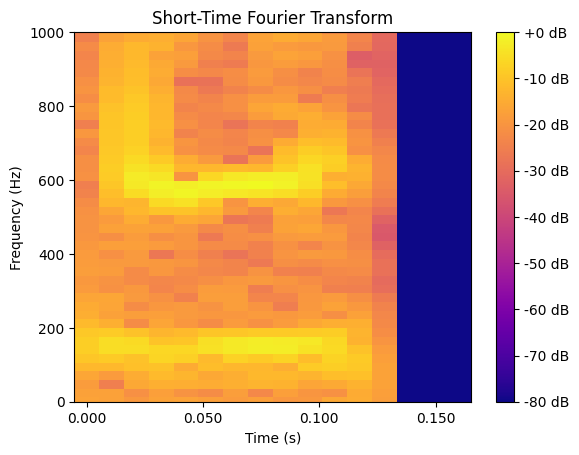 Short-Time Fourier Transform
1000
800
600
400
200
0
Frequency (Hz)
0.000
0.050
0.100
0.150
Time (s)
+0 dB
-10 dB
-20 dB
-30 dB
-40 dB
-50 dB
-60 dB
-70 dB
-80 dB